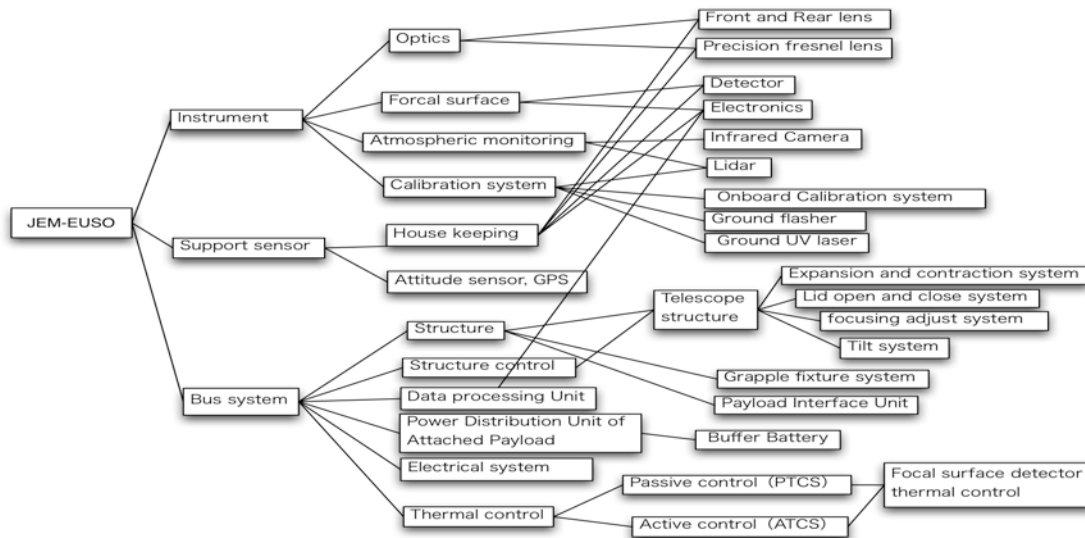 Front and Rear lens
Optics
Precision fresnel lens
Detector
Forcal surface
Electronics
Instrument
Atmospheric monitoring
Infrared Camera
Lidar
Calibration system
Onboard Calibration system
Ground flasher
JEM-EUSO
House keeping
Ground UV laser
Support sensor
Attitude sensor, GPS
Expansion and contraction system
Telescope
structure
Lid open and close system
focusing adjust system
Structure
Tilt system
Structure control
Grapple fixture system
Bus system
Data processing Unit
Payload Interface Unit
Power Distribution Unit of
Attached Payload
Buffer Battery
Electrical system
Focal surface detector
thermal control
Passive control (PTCS)
Thermal control
Active control (ATCS)